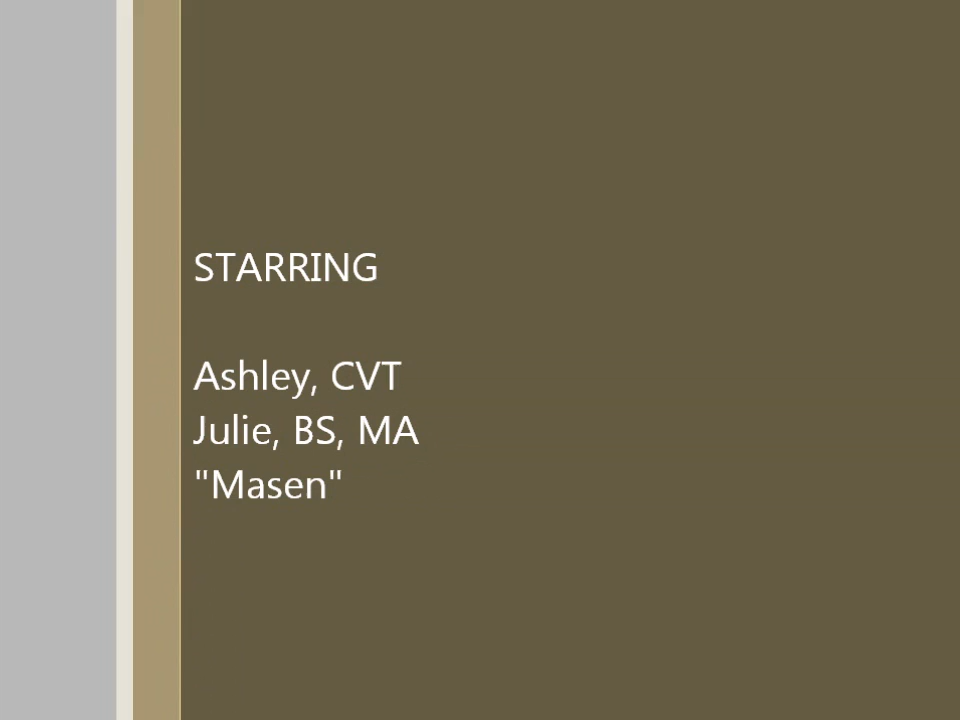 STARRING
Ashley, CVT
Julie, BS, MA
"Masen"